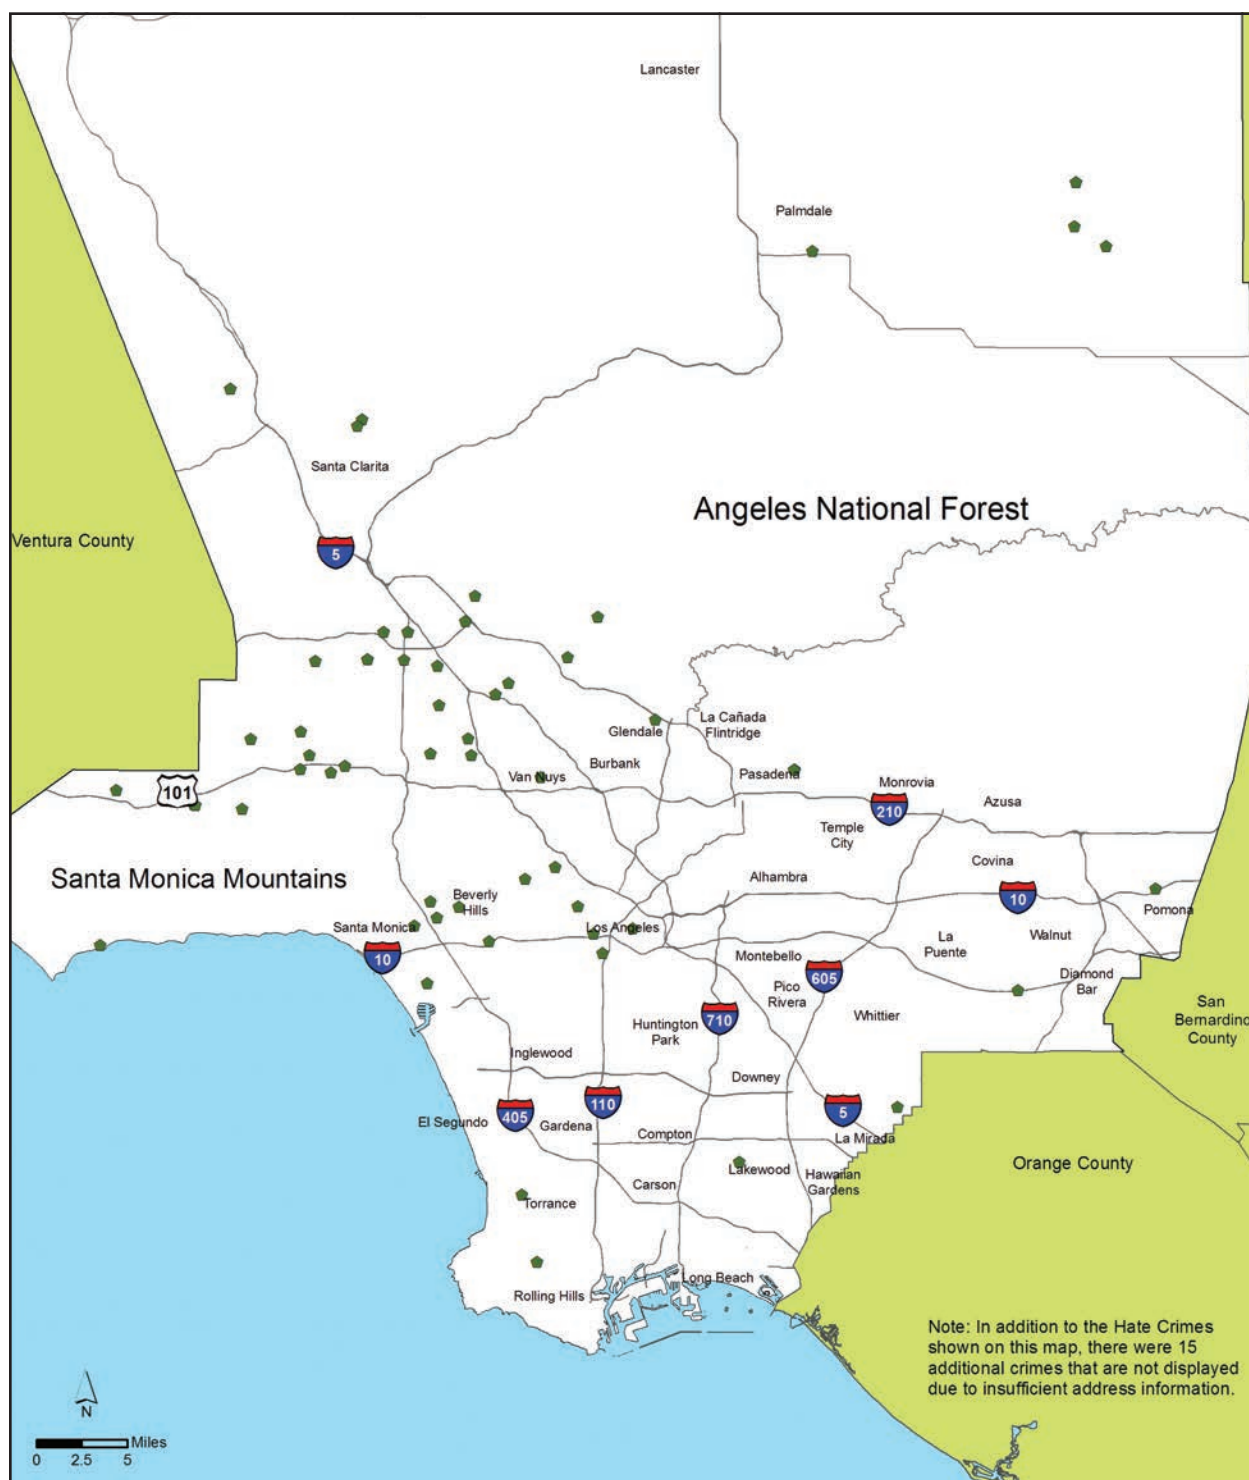 Lancaster
Palmdale
Santa Clarita
Angeles National Forest
Ventura County
5
La Cañada
Flintridge
Glendale
Burbank
Van Nuys
Pasadena
Monrovia
101
210
Azusa
Temple
City
Covina
Santa Monica Mountains
Beverly
Hills
Alhambra
10
Pomona
Santa Monica
Los Angeles
La
Puente
Walnut
10
Montebello
605
Pico
Rivera
Diamond
Bar
San
Bernardino
County
Huntington
Park
710
Whittier
Inglewood
Downey
405
110
5
El Segundo
Gardena
Compton
La Mirada
Orange County
Lakewood
Hawaiian
Gardens
Carson
Torrance
Long Beach
Rolling Hills
Note: In addition to the Hate Crimes
shown on this map, there were 15
additional crimes that are not displayed
due to insufficient address information.
N
Miles
0 2.5 5